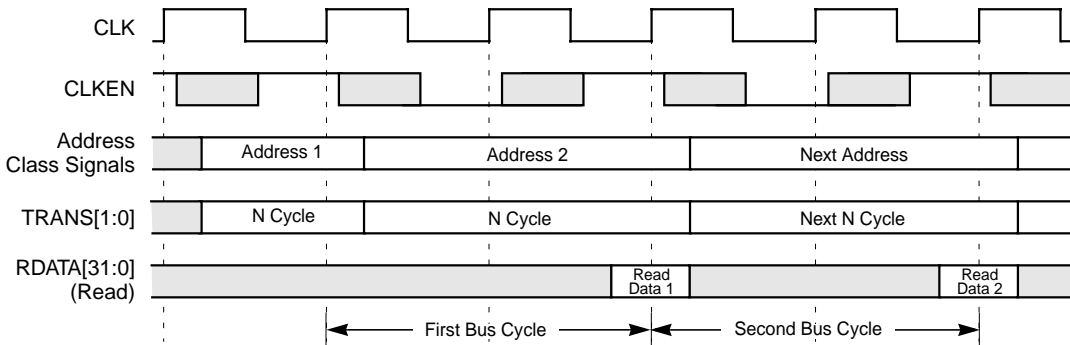 CLK
CLKEN
Address
Class Signals
Address 1
Address 2
Next Address
TRANS[1:0]
N Cycle
N Cycle
Next N Cycle
RDATA[31:0]
(Read)
Read
Data 1
Read
Data 2
First Bus Cycle
Second Bus Cycle